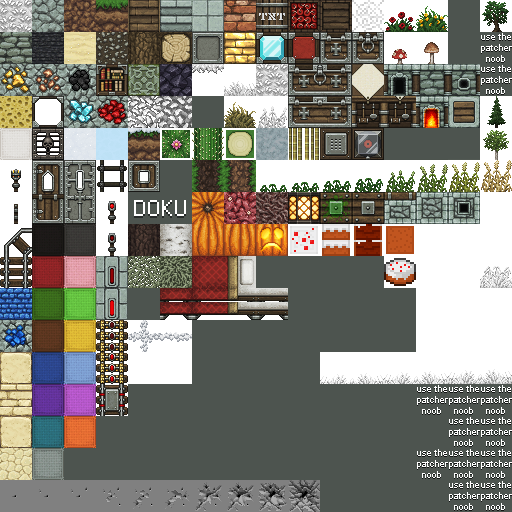 TXT
use the
patcher
noob
use the
patcher
noob
DOKU
use the use the use the
patcher patcher patcher
noob noob noob
use the use the
patcher patcher
noob noob
use the use the use the
patcher patcher patcher
noob noob noob
use the use the
patcher patcher
noob noob